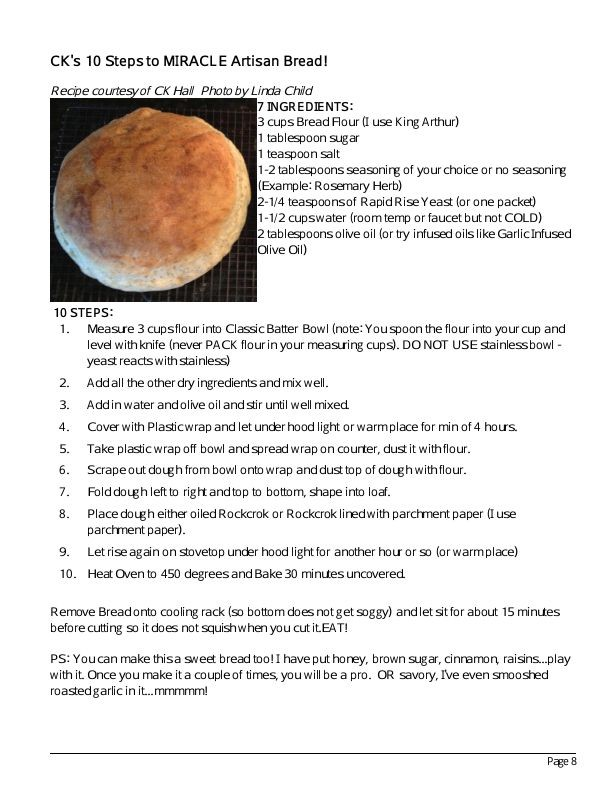 CK's 10 Steps to MIRACLE Artisan Bread!
Recipe courtesy of CK Hall  Photo by Linda Child
7 INGREDIENTS:
3 cups Bread Flour (I use King Arthur)
1 tablespoon sugar
1 teaspoon salt
1-2 tablespoons seasoning of your choice or no seasoning
(Example: Rosemary Herb)
2-1/4 teaspoons of Rapid Rise Yeast (or one packet)
1-1/2 cups water (room temp or faucet but not COLD)
2 tablespoons olive oil (or try infused oils like Garlic Infused
Olive Oil)
10 STEPS:
1. Measure 3 cups flour into Classic Batter Bowl (note: You spoon the flour into your cup and
level with knife (never PACK flour in your measuring cups). DO NOT USE stainless bowl -
yeast reacts with stainless)
2. Add all the other dry ingredients and mix well.
3. Add in water and olive oil and stir until well mixed.
4. Cover with Plastic wrap and let under hood light or warm place for min of 4 hours.
5. Take plastic wrap off bowl and spread wrap on counter, dust it with flour.
6. Scrape out dough from bowl onto wrap and dust top of dough with flour.
7. Fold dough left to right and top to bottom, shape into loaf.
8. Place dough either oiled Rockcrok or Rockcrok lined with parchment paper (I use
parchment paper).
9. Let rise again on stovetop under hood light for another hour or so (or warm place)
10. Heat Oven to 450 degrees and Bake 30 minutes uncovered.
Remove Bread onto cooling rack (so bottom does not get soggy) and let sit for about 15 minutes
before cutting so it does not squish when you cut it.EAT!
PS: You can make this a sweet bread too! I have put honey, brown sugar, cinnamon, raisins...play
with it. Once you make it a couple of times, you will be a pro.  OR savory, I've even smooshed
roasted garlic in it...mmmmm!
Page 8